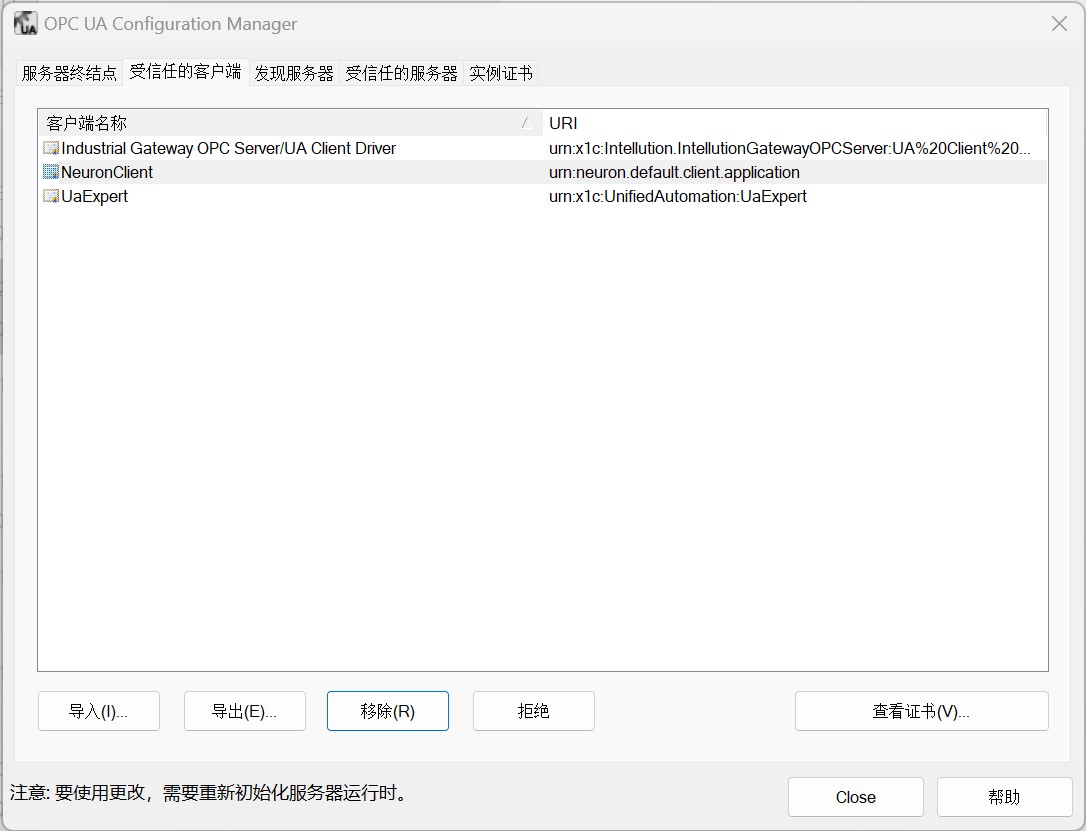 OPC UA Configuration Manager
服务器终结点 受信任的客户端 发现服务器 受信任的服务器 实例证书
客户端名称 URI
Industrial Gateway OPC Server/UA Client Driver urn:x1c:Intellution.IntellutionGatewayOPCServer:UA%20Client%20...
NeuronClient urn:neuron.default.client.application
UaExpert urn:x1c:UnifiedAutomation:UaExpert
导入(I)... 导出(E)... 移除(R) 拒绝 查看证书(V)...
注意: 要使用更改，需要重新初始化服务器运行时。
Close 帮助